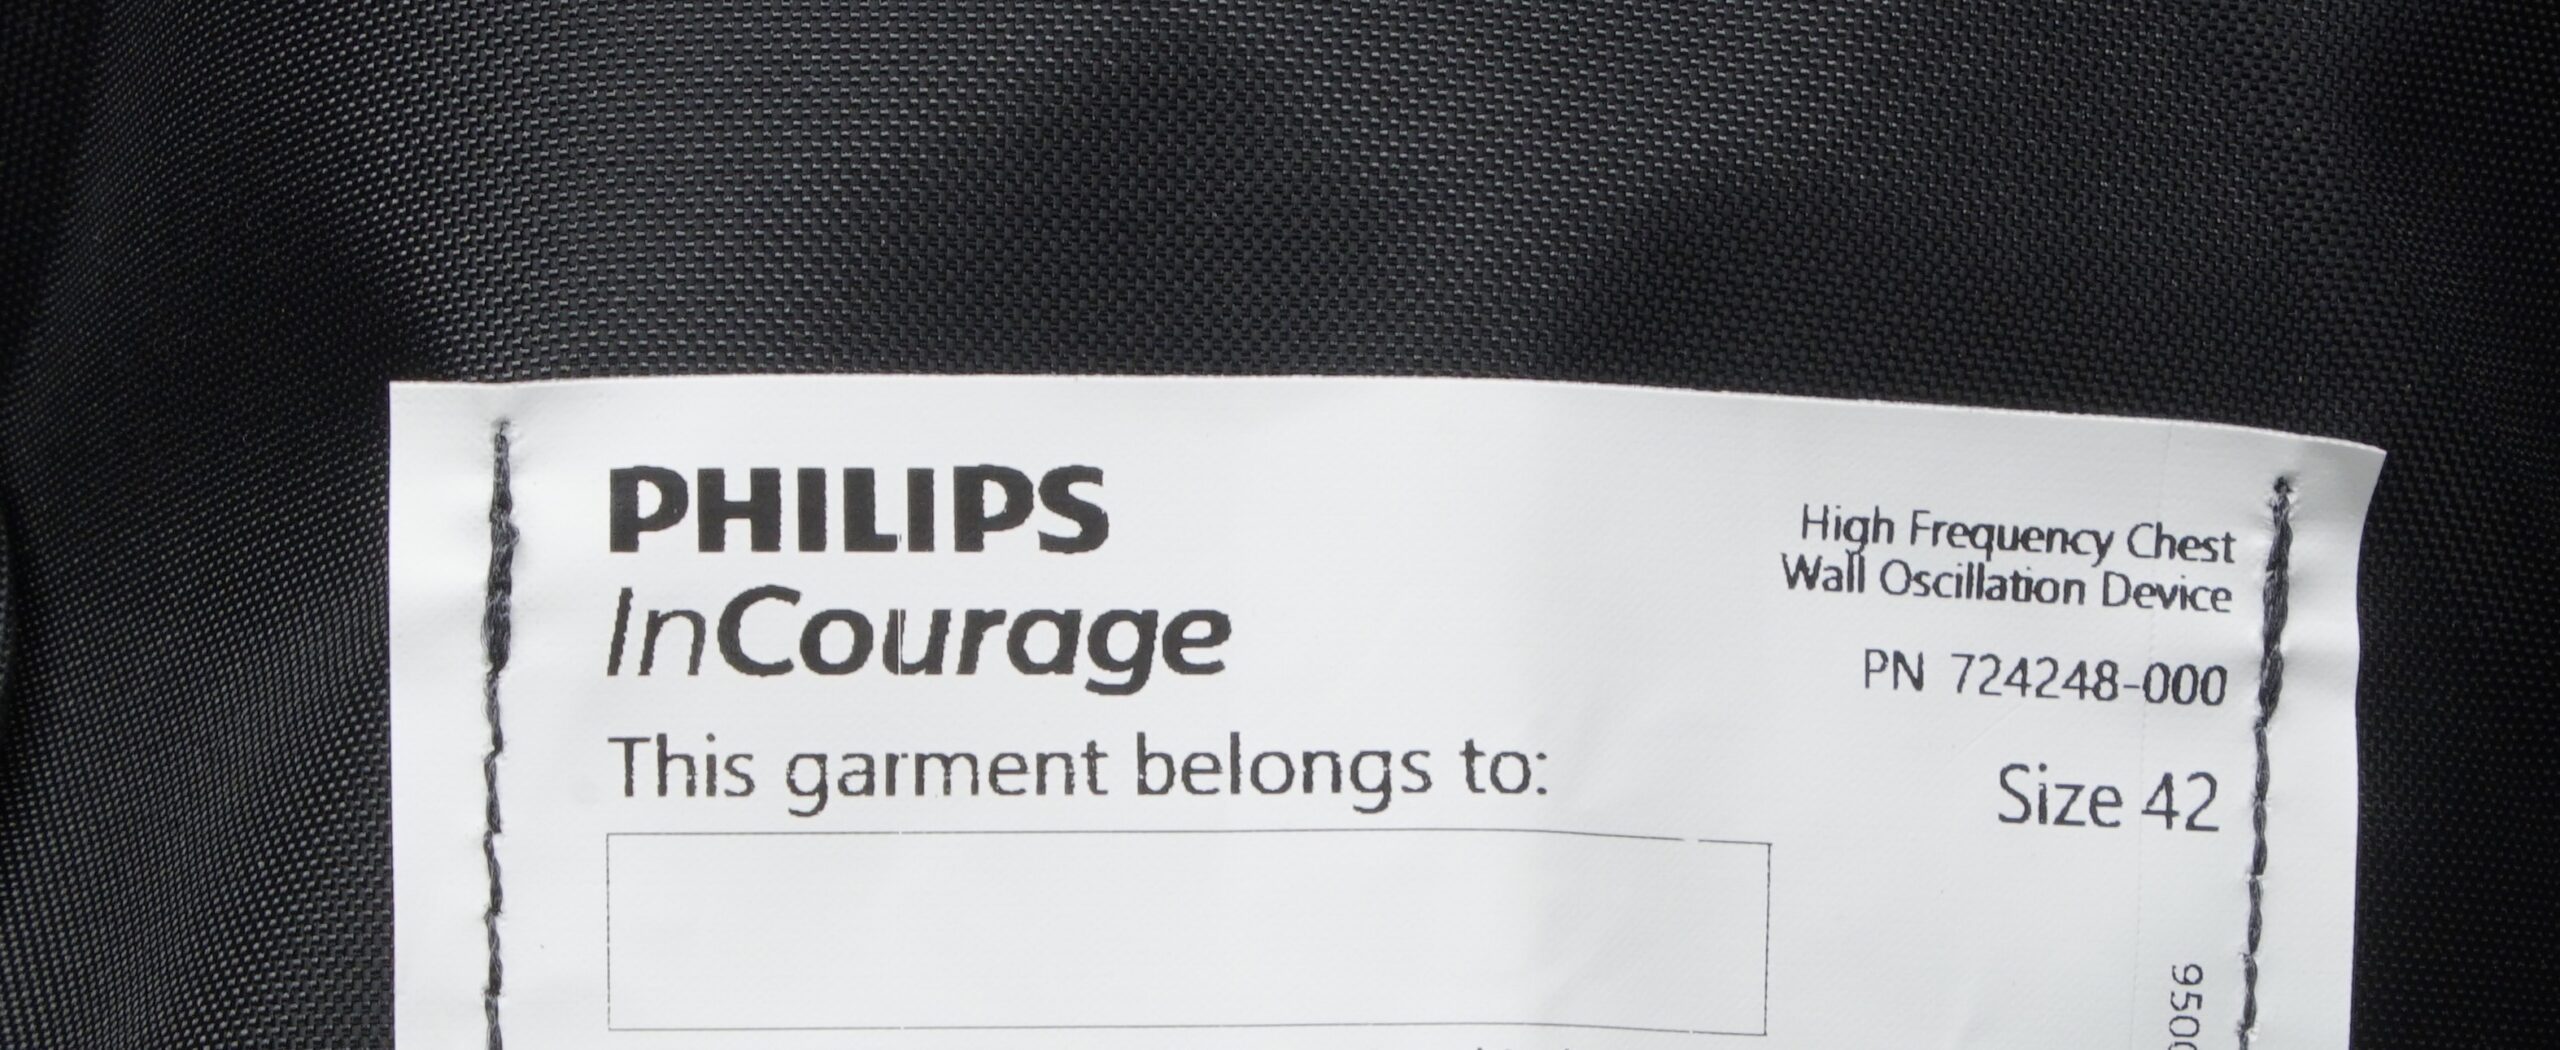 PHILIPS
InCourage
This garment belongs to:
High Frequency Chest
Wall Oscillation Device
PN 724248-000
Size 42